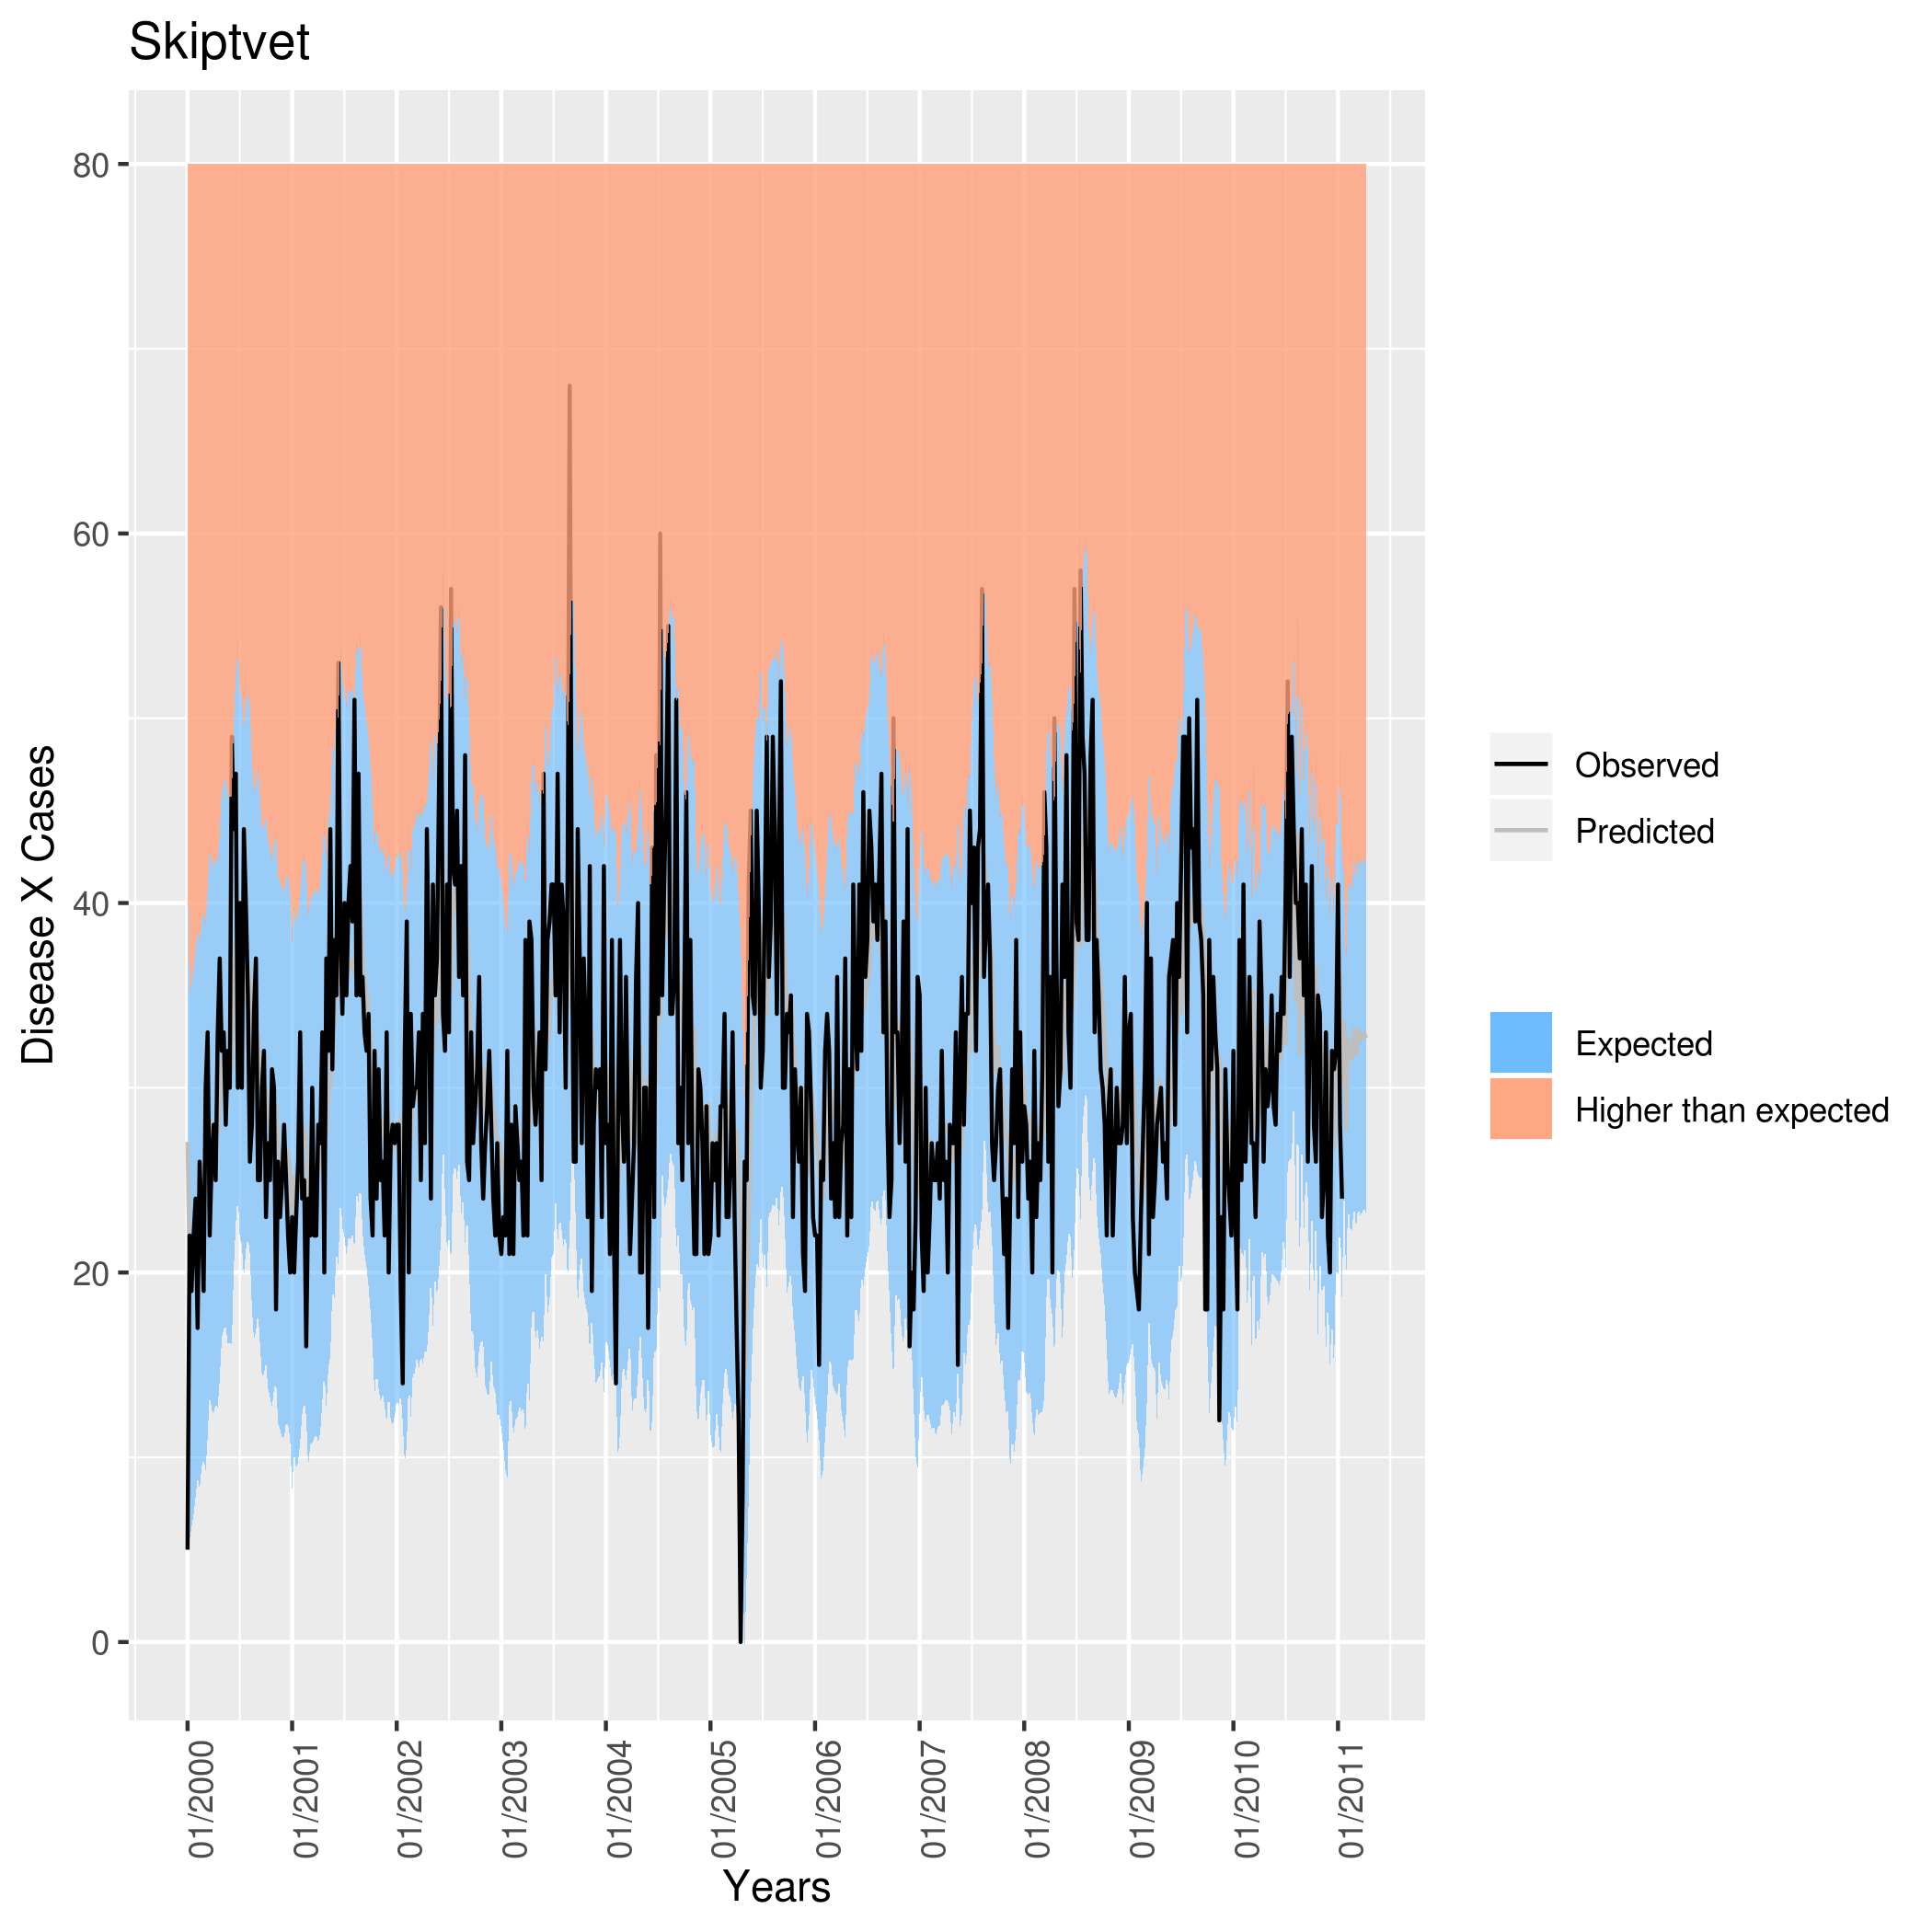 Skiptvet
Disease X Cases
80
60
40
20
0
01/2000
01/2001
01/2002
01/2003
01/2004
01/2005
01/2006
01/2007
01/2008
01/2009
01/2010
01/2011
Years
Observed
Predicted
Expected
Higher than expected